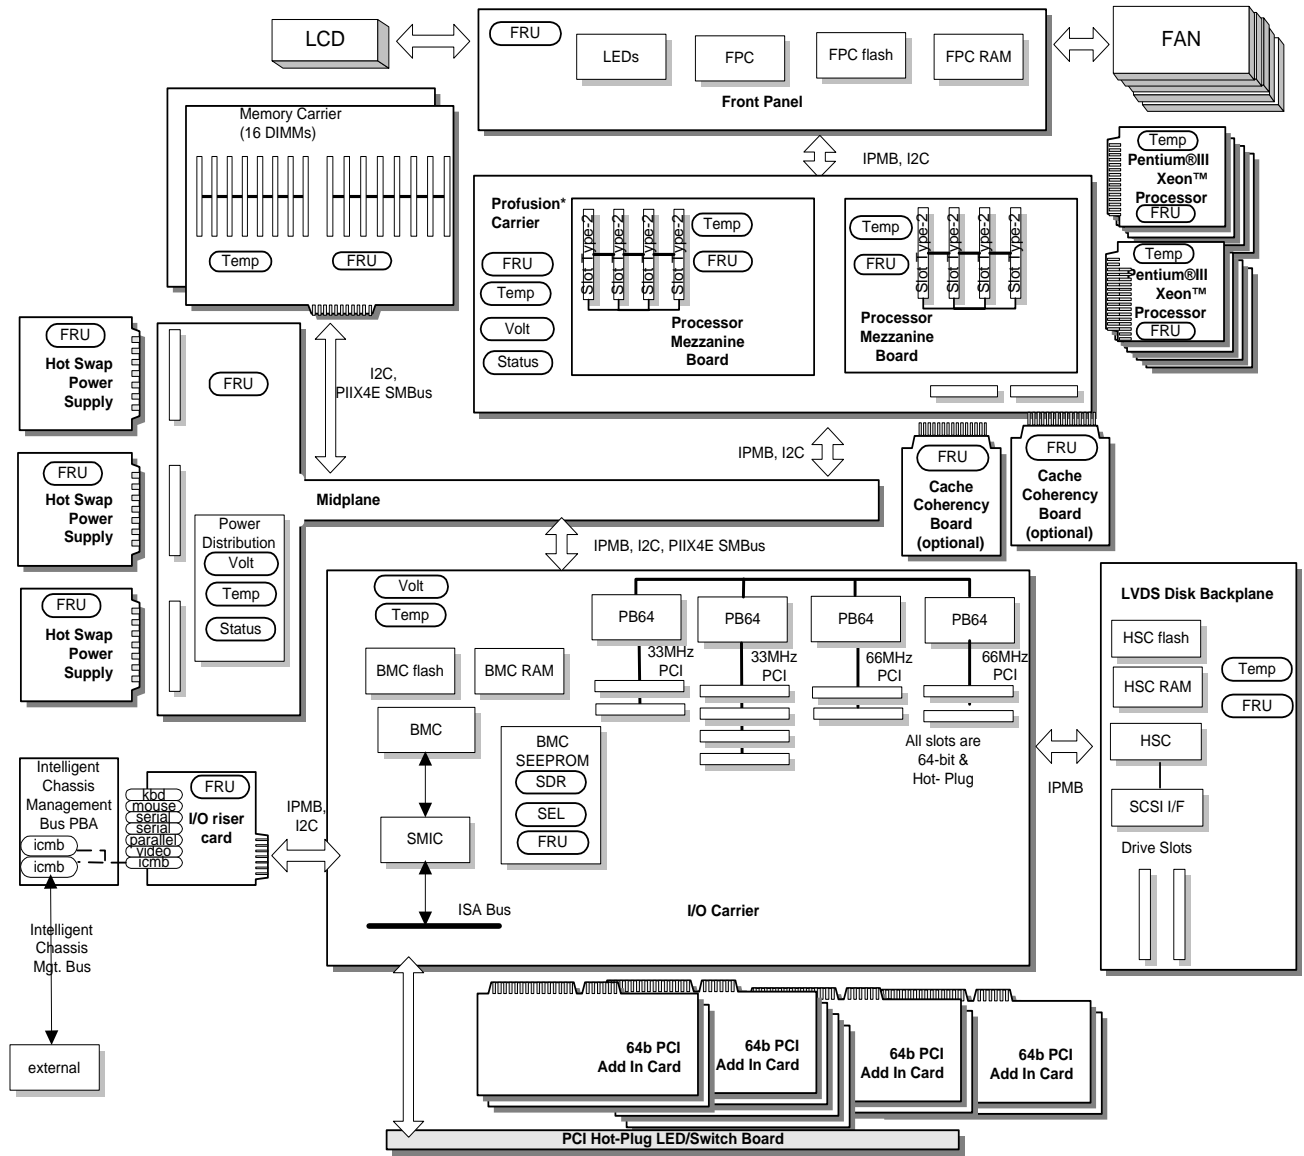 LCD
FRU
LEDs
FPC
FPC flash
FPC RAM
Front Panel
FAN
Memory Carrier
(16 DIMMs)
Temp
FRU
IPMB, I2C
Temp
Pentium®III
Xeon™
Processor
FRU
Temp
Pentium®III
Xeon™
Processor
FRU
Profusion*
Carrier
FRU
Temp
Volt
Status
Slot Type-2
Slot Type-2
Slot Type-2
Slot Type-2
Temp
FRU
Processor
Mezzanine
Board
Temp
FRU
Slot Type-2
Slot Type-2
Slot Type-2
Slot Type-2
Processor
Mezzanine
Board
FRU
Hot Swap
Power
Supply
FRU
Hot Swap
Power
Supply
FRU
Hot Swap
Power
Supply
FRU
I2C,
PIIX4E SMBus
Midplane
Power
Distribution
Volt
Temp
Status
IPMB, I2C
FRU
Cache
Coherency
Board
(optional)
FRU
Cache
Coherency
Board
(optional)
IPMB, I2C, PIIX4E SMBus
Volt
Temp
BMC flash
BMC RAM
BMC
SMIC
BMC
SEEPROM
SDR
SEL
FRU
ISA Bus
I/O Carrier
PB64
PB64
PB64
PB64
33MHz
PCI
33MHz
PCI
66MHz
PCI
66MHz
PCI
All slots are
64-bit &
Hot- Plug
IPMB
LVDS Disk Backplane
HSC flash
HSC RAM
HSC
SCSI I/F
Temp
FRU
Drive Slots
Intelligent
Chassis
Management
Bus PBA
icmb
icmb
kbd
mouse
serial
serial
parallel
video
icmb
FRU
I/O riser
card
IPMB,
I2C
Intelligent
Chassis
Mgt. Bus
external
64b PCI
Add In Card
64b PCI
Add In Card
64b PCI
Add In Card
64b PCI
Add In Card
PCI Hot-Plug LED/Switch Board